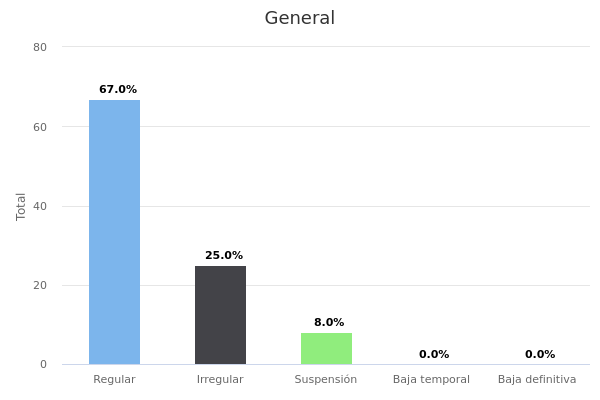 General
80
60
40
20
0
Total
67.0%
25.0%
8.0%
0.0%
0.0%
Regular
Irregular
Suspensión
Baja temporal
Baja definitiva